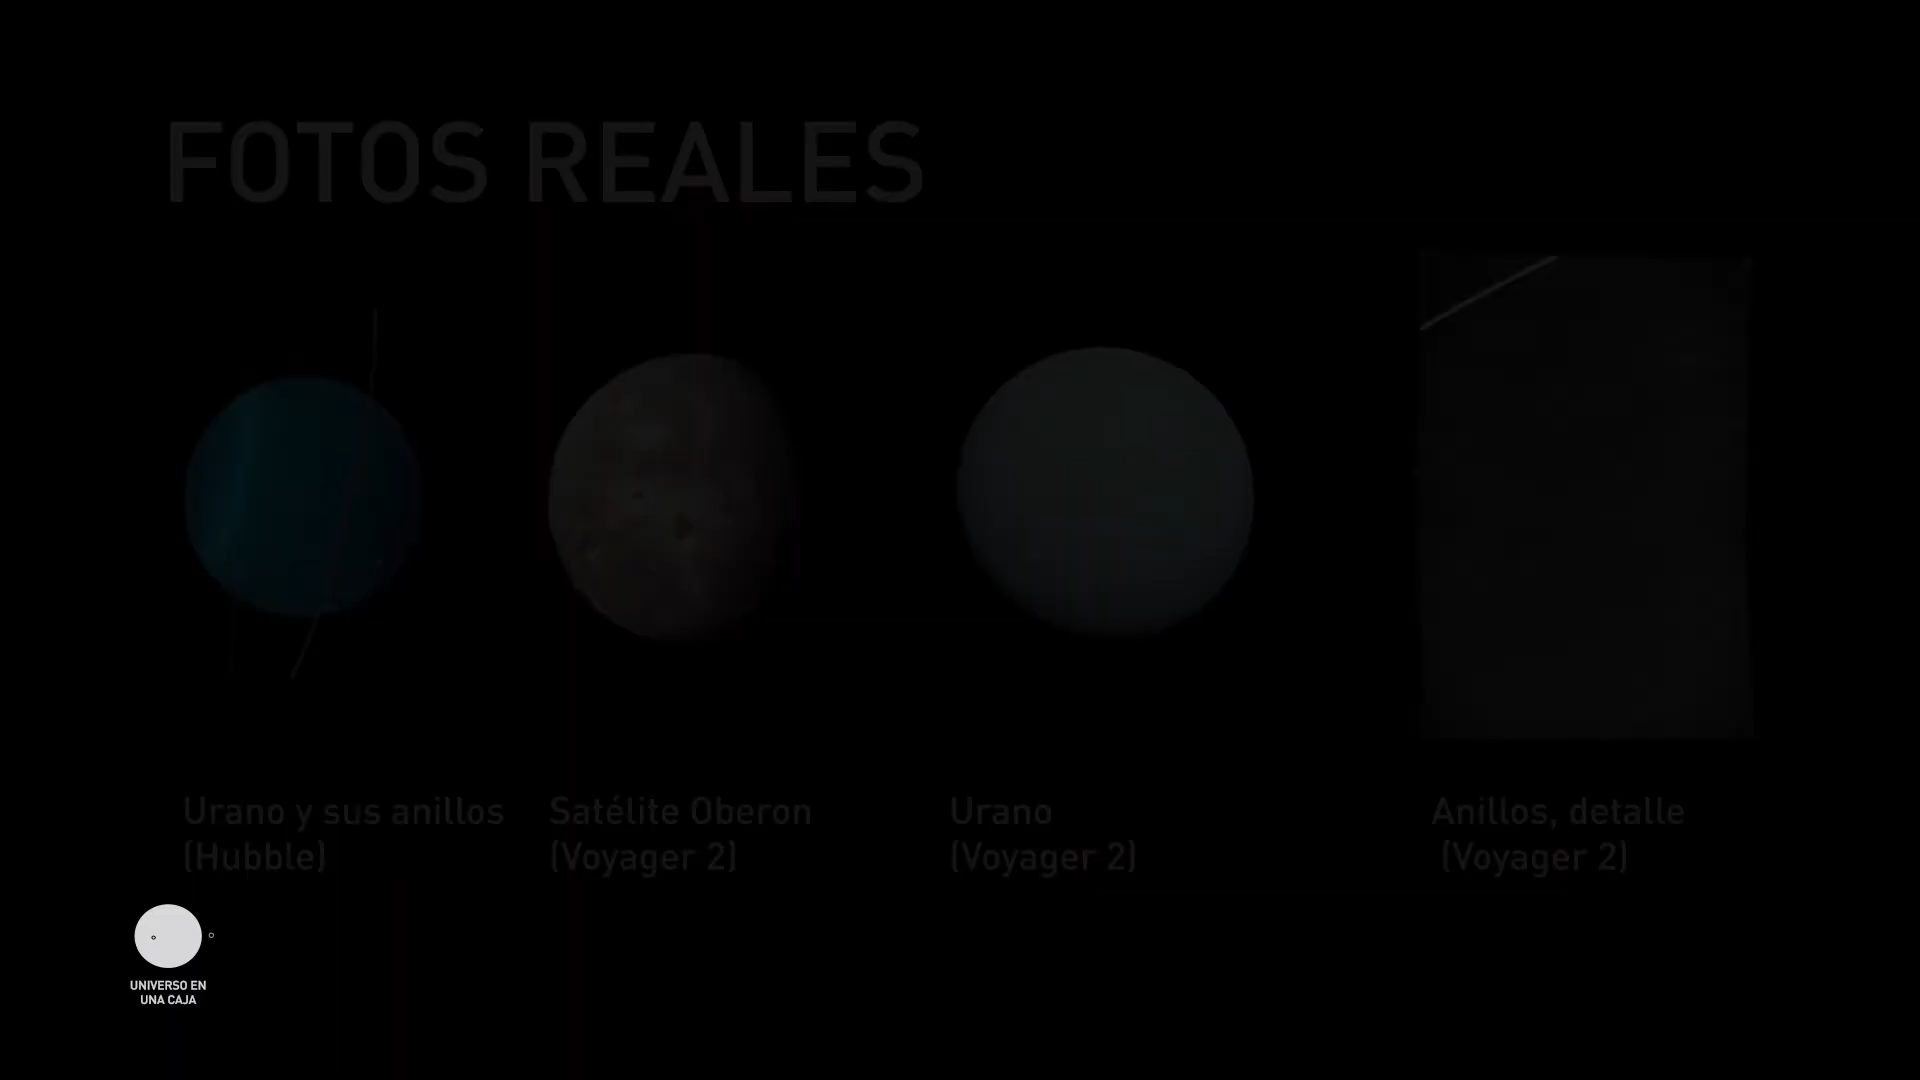 FOTOS REALES
Urano y sus anillos
(Hubble)
Satélite Oberon
(Voyager 2)
Urano
(Voyager 2)
Anillos, detalle
(Voyager 2)
UNIVERSO EN
UNA CAJA